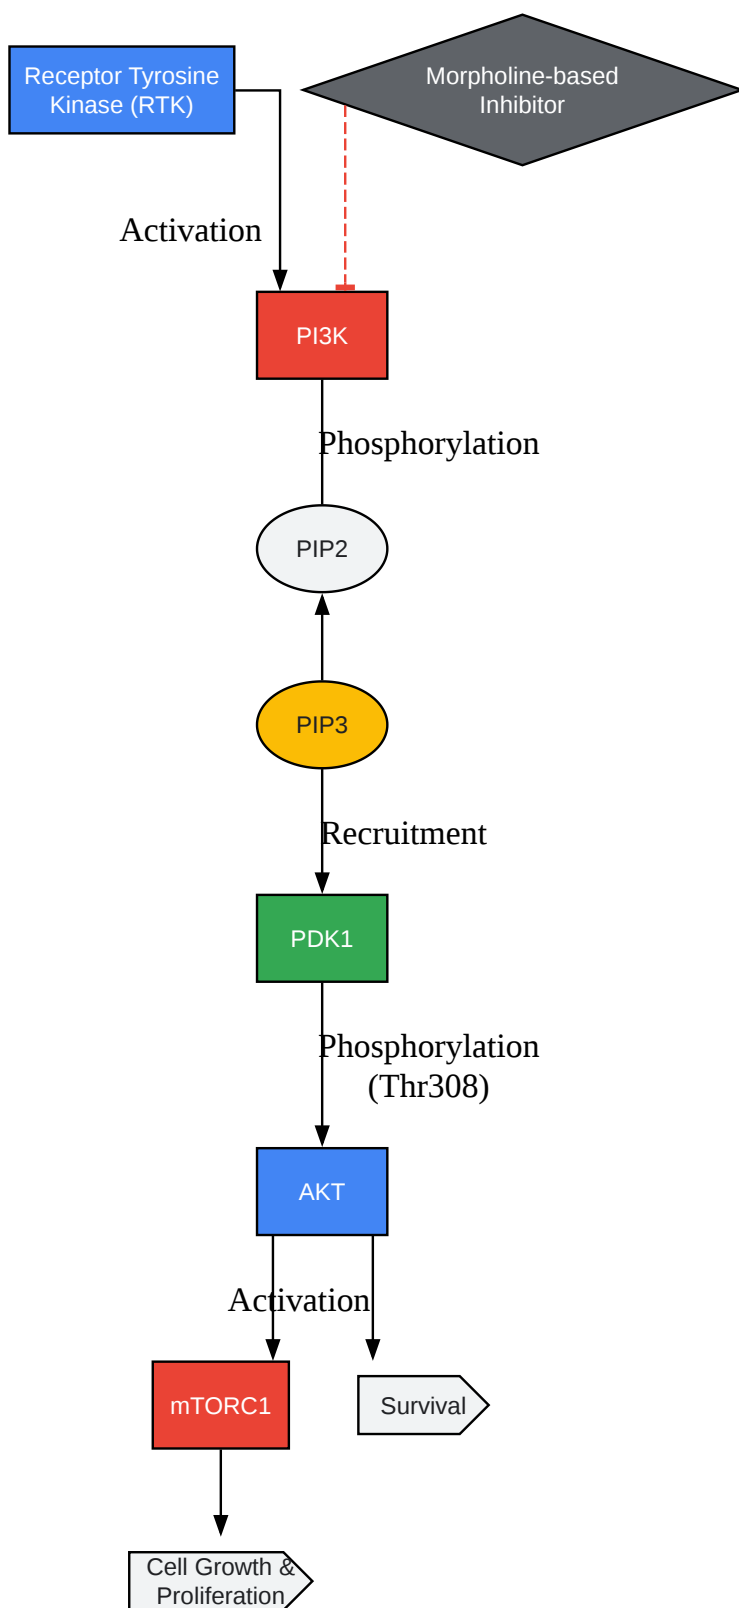 Receptor Tyrosine
Kinase (RTK)
Morpholine-based
Inhibitor
Activation
PI3K
Phosphorylation
PIP2
PIP3
Recruitment
PDK1
Phosphorylation
(Thr308)
AKT
Activation
mTORC1
Survival
Cell Growth &
Proliferation